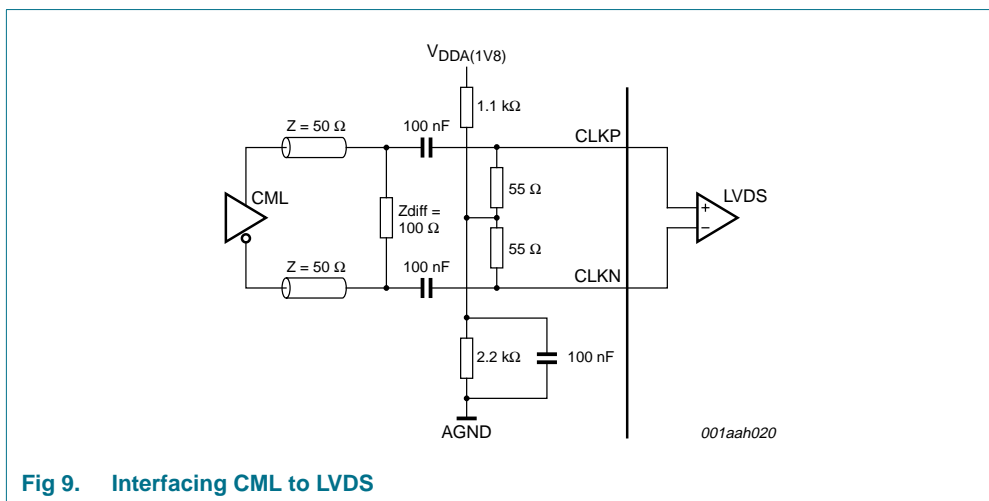 VDDA(1V8)
1.1 kΩ
Z = 50 Ω
100 nF
CLKP
CML
55 Ω
LVDS
Zdiff =
100 Ω
+
−
55 Ω
Z = 50 Ω
100 nF
CLKN
2.2 kΩ
100 nF
AGND
001aah020
Fig 9. Interfacing CML to LVDS